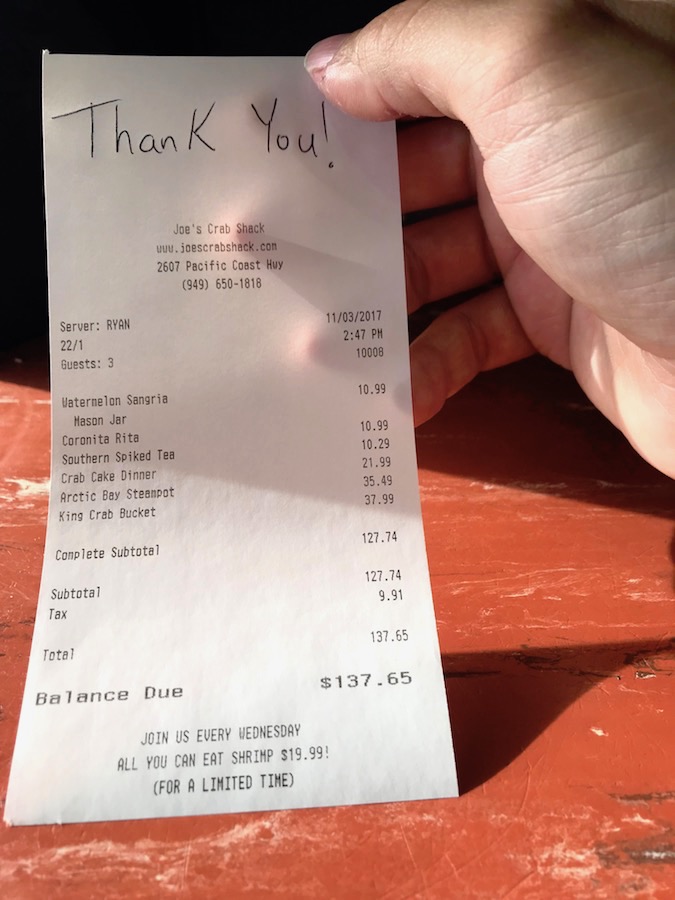 Thank You!
Joe's Crab Shack
www.joescrabshack.com
2607 Pacific Coast Hwy
(949) 650-1818
Server: RYAN 11/03/2017
22/1 2:47 PM
Guests: 3 10008
Watermelon Sangria 10.99
Mason Jar
Coronita Rita 10.99
Southern Spiked Tea 10.29
Crab Cake Dinner 21.99
Arctic Bay Steampot 35.49
King Crab Bucket 37.99
Complete Subtotal 127.74
Subtotal 127.74
Tax 9.91
Total 137.65
Balance Due $137.65
JOIN US EVERY WEDNESDAY
ALL YOU CAN EAT SHRIMP $19.99!
(FOR A LIMITED TIME)